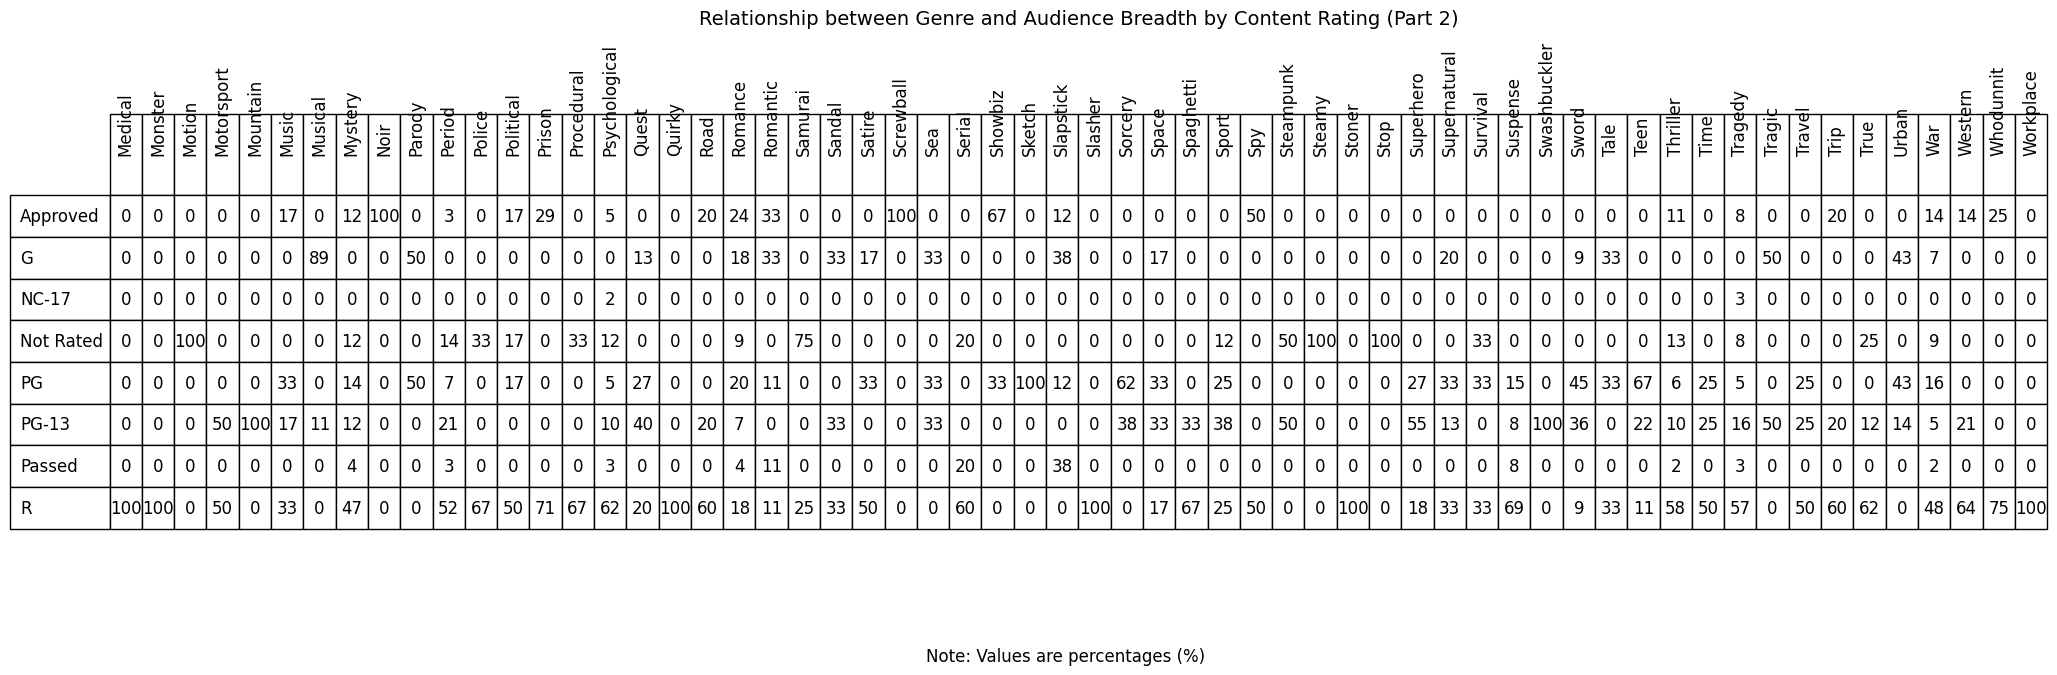 Relationship between Genre and Audience Breadth by Content Rating (Part 2)
Medical Monster Motion Motorsport Mountain Music Musical Mystery Noir Parody Period Police Political Prison Procedural Psychological Quest Quirky Road Romance Romantic Samurai Sandal Satire Screwball Sea Serial Showbiz Sketch Slapstick Slasher Sorcery Space Spaghetti Sport Spy Steampunk Steamy Stoner Stop Superhero Supernatural Survival Suspense Swashbuckler Sword Tale Teen Thriller Time Tragedy Tragic Travel Trip True Urban War Western Whodunnit Workplace
Approved 0 0 0 0 0 17 0 12 100 0 3 0 17 29 0 5 0 0 20 24 33 0 0 0 100 0 0 67 0 12 0 0 0 0 0 50 0 0 0 0 0 0 0 0 0 0 0 0 11 0 8 0 0 20 0 0 14 14 25 0
G 0 0 0 0 0 0 89 0 0 50 0 0 0 0 0 0 13 0 0 18 33 0 33 17 0 33 0 0 0 38 0 0 17 0 0 0 0 0 0 0 0 20 0 0 0 9 33 0 0 0 0 50 0 0 0 43 7 0 0 0
NC-17 0 0 0 0 0 0 0 0 0 0 0 0 0 0 0 2 0 0 0 0 0 0 0 0 0 0 0 0 0 0 0 0 0 0 0 0 0 0 0 0 0 0 0 0 0 0 0 0 0 0 3 0 0 0 0 0 0 0 0 0
Not Rated 0 0 100 0 0 0 0 12 0 0 14 33 17 0 33 12 0 0 0 9 0 75 0 0 0 0 20 0 0 0 0 0 0 0 12 0 50 100 0 100 0 0 33 0 0 0 0 0 13 0 8 0 0 0 25 0 9 0 0 0
PG 0 0 0 0 0 33 0 14 0 50 7 0 17 0 0 5 27 0 0 20 11 0 0 33 0 33 0 33 100 12 0 62 33 0 25 0 0 0 0 0 27 33 33 15 0 45 33 67 6 25 5 0 25 0 0 43 16 0 0 0
PG-13 0 0 0 50 100 17 11 12 0 0 21 0 0 0 0 10 40 0 20 7 0 0 33 0 0 33 0 0 0 0 0 38 33 33 38 0 50 0 0 0 55 13 0 8 100 36 0 22 10 25 16 50 25 20 12 14 5 21 0 0
Passed 0 0 0 0 0 0 0 4 0 0 3 0 0 0 0 3 0 0 0 4 11 0 0 0 0 0 20 0 0 38 0 0 0 0 0 0 0 0 0 0 0 0 0 8 0 0 0 0 2 0 3 0 0 0 0 0 2 0 0 0
R 100 100 0 50 0 33 0 47 0 0 52 67 50 71 67 62 20 100 60 18 11 25 33 50 0 0 60 0 0 0 100 0 17 67 25 50 0 0 100 0 18 33 33 69 0 9 33 11 58 50 57 0 50 60 62 0 48 64 75 100
Note: Values are percentages (%)